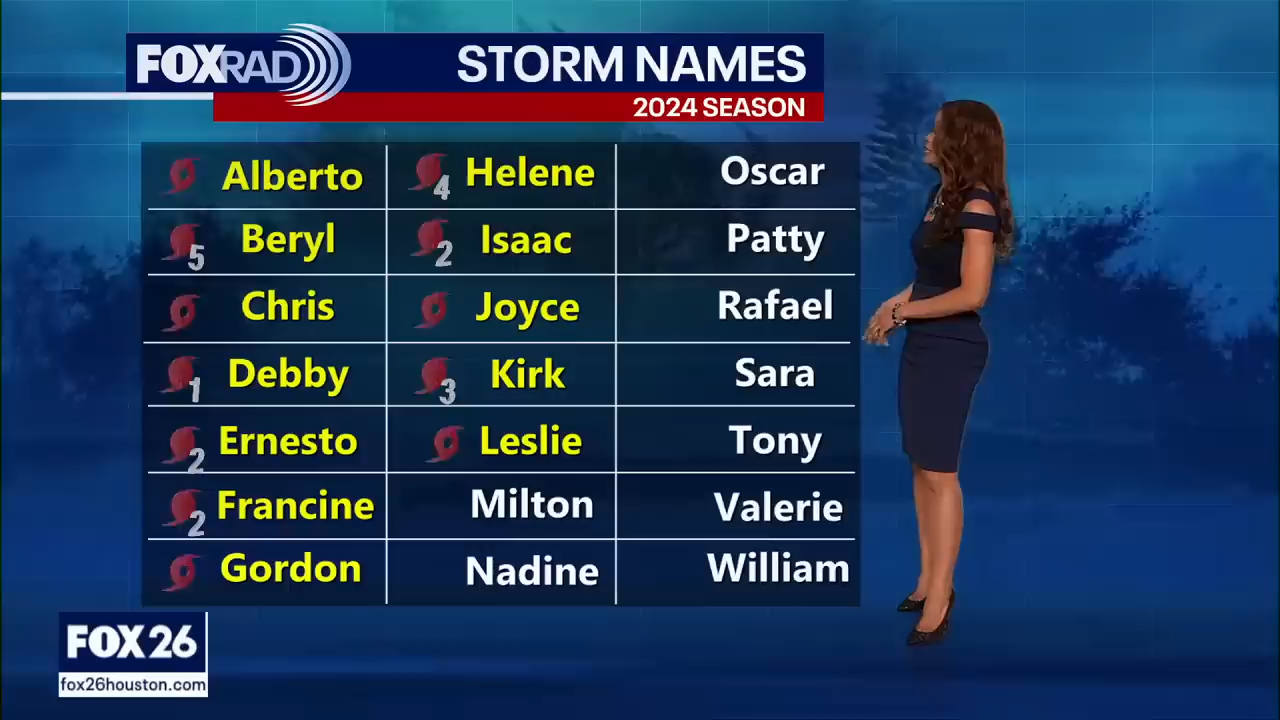 FOXRAD STORM NAMES
2024 SEASON
Alberto 4 Helene Oscar
5 Beryl 2 Isaac Patty
Chris Joyce Rafael
1 Debby 3 Kirk Sara
2 Ernesto Leslie Tony
2 Francine Milton Valerie
Gordon Nadine William
FOX 26
fox26houston.com